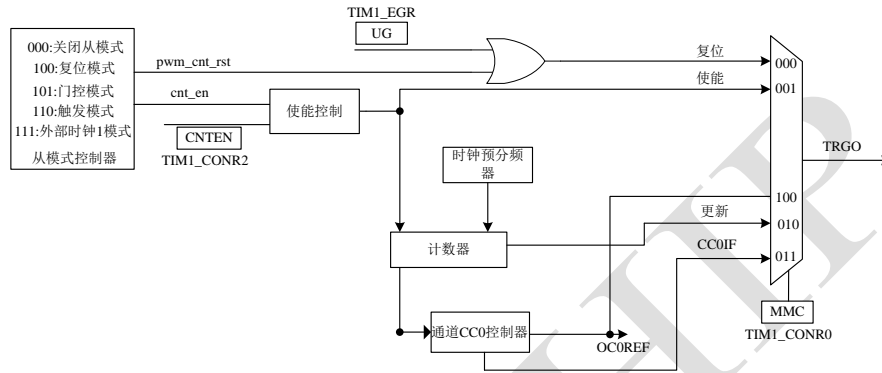 TIM1_EGR
UG
000:关闭从模式
100:复位模式
101:门控模式
110:触发模式
111:外部时钟1模式
从模式控制器
pwm_cnt_rst
cnt_en
CNTEN
TIM1_CONR2
使能控制
时钟预分频
器
计数器
通道CC0控制器
OC0REF
复位
使能
更新
CC0IF
000
001
100
010
011
TRGO
MMC
TIM1_CONR0